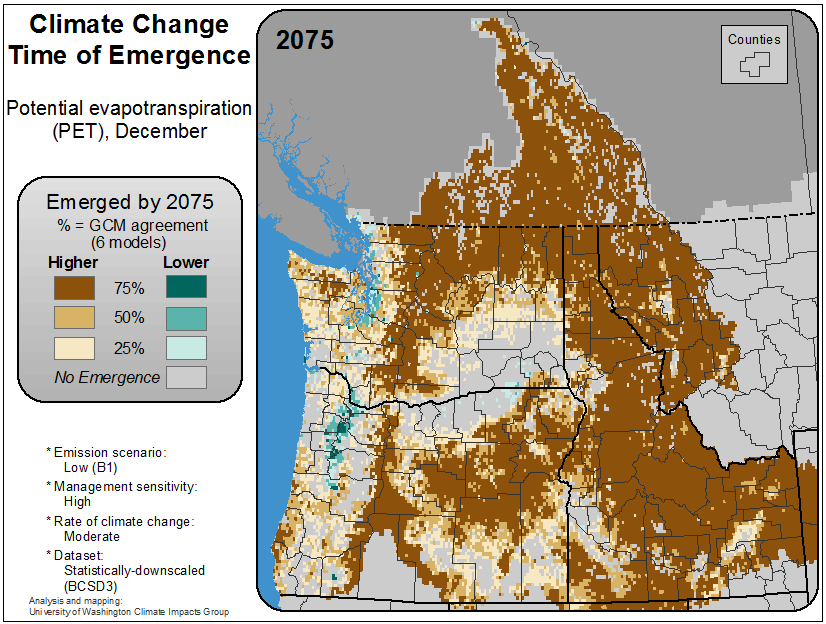 Climate Change
Time of Emergence
Potential evapotranspiration
(PET), December
Emerged by 2075
% = GCM agreement
(6 models)
Higher
Lower
75%
50%
25%
No Emergence
* Emission scenario:
Low (B1)
* Management sensitivity:
High
* Rate of climate change:
Moderate
* Dataset:
Statistically-downscaled
(BCSD3)
Analysis and mapping:
University of Washington Climate Impacts Group
2075
Counties